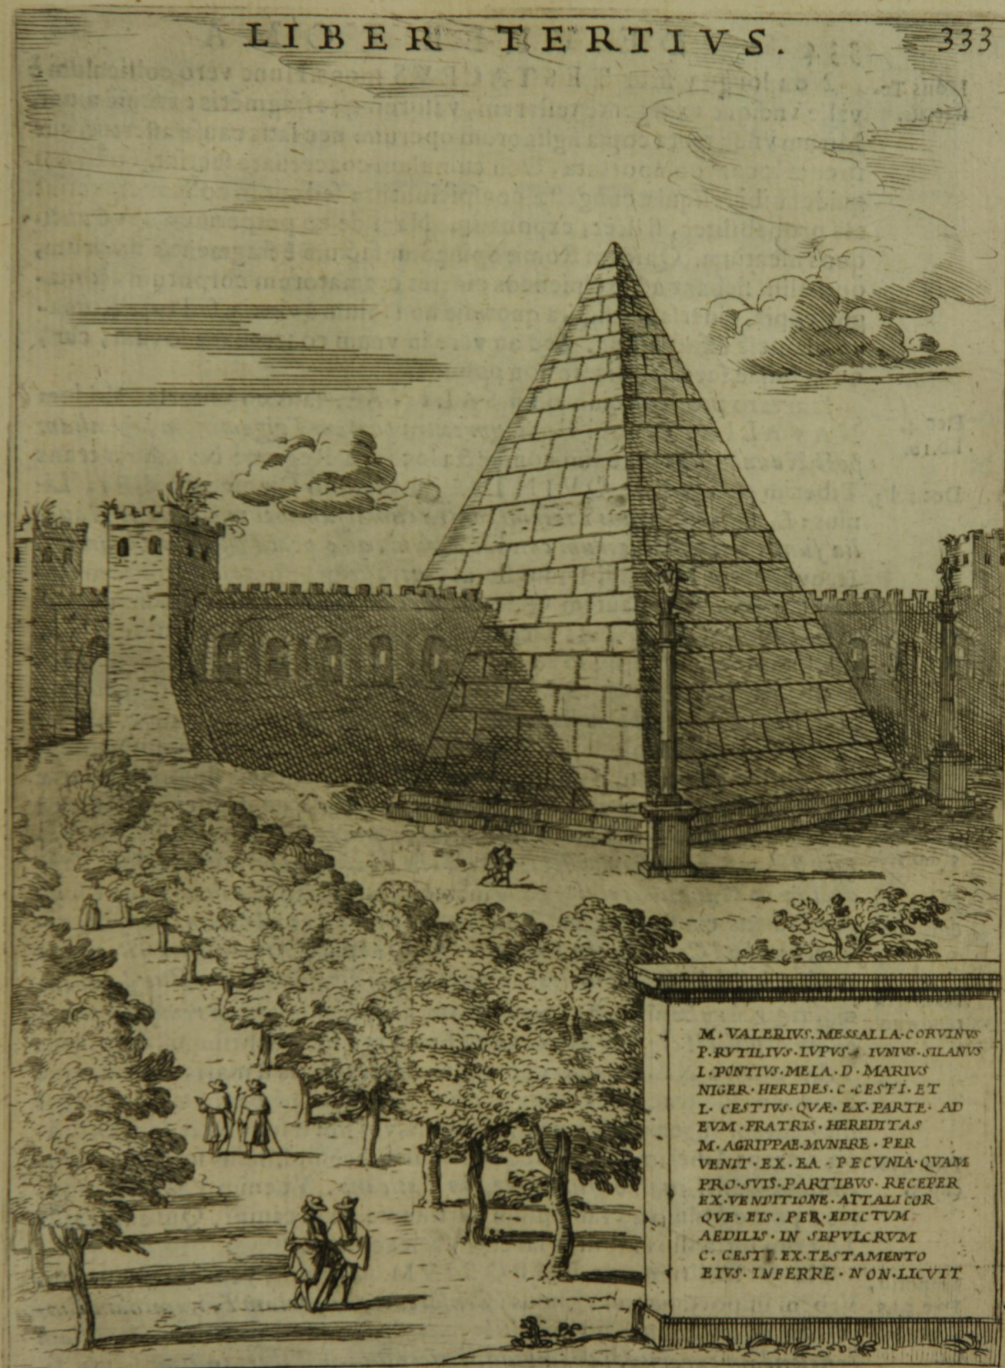 LIBER TERTIVS.
333
M. VALERIVS. MESSALLA. CORVINVS
P. RVTILIVS. LVPVS. IVNIVS. SILANVS
L. PONTIVS. MELA. D. MARIVS
NIGER. HEREDES. C. CESTI. ET
L. CESTIVS. QVÆ. EX. PARTE. AD
EVM. FRATRIS. HEREDITAS
M. AGRIPPAE. MVNERE. PER
VENIT. EX. EA. PECVNIA. QVAM
PRO. SVIS. PARTIBVS. RECEPER
EX. VENDITIONE. ATTALICOR
QVE. EIS. PER. EDICTVM
AEDILIS. IN SEPVLCRVM
C. CESTI EX. TESTAMENTO
EIVS. INFERRE. NON. LICVIT